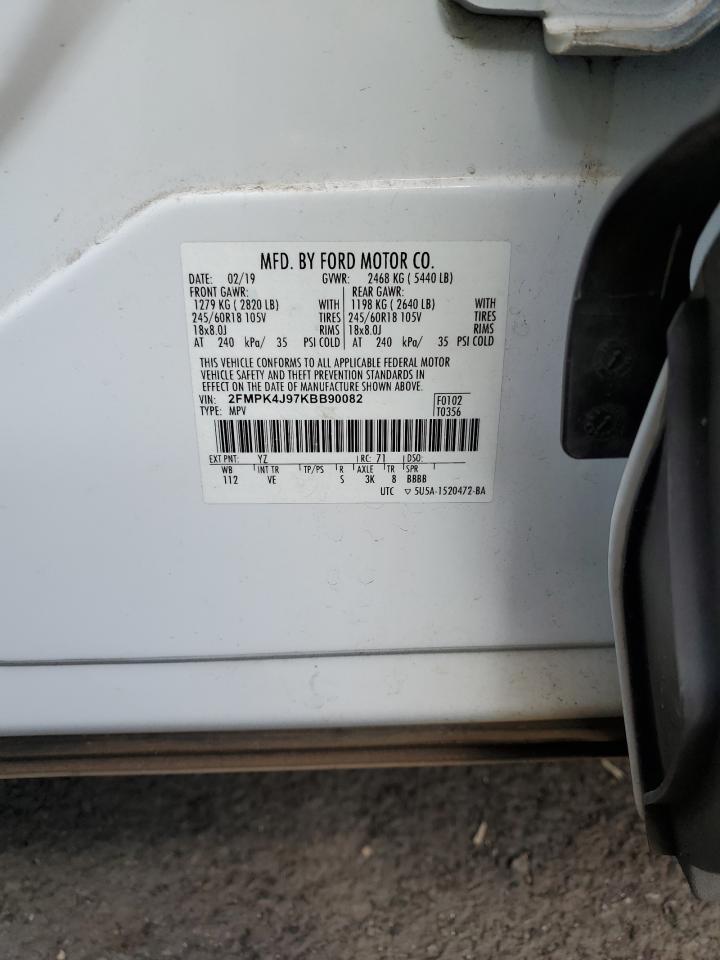 MFD. BY FORD MOTOR CO.
DATE: 02/19 GVWR: 2468 KG ( 5440 LB)
FRONT GAWR: REAR GAWR:
1279 KG ( 2820 LB) WITH 1198 KG ( 2640 LB) WITH
245/60R18 105V TIRES 245/60R18 105V TIRES
18x8.0J RIMS 18x8.0J RIMS
AT 240 kPa/ 35 PSI COLD AT 240 kPa/ 35 PSI COLD
THIS VEHICLE CONFORMS TO ALL APPLICABLE FEDERAL MOTOR
VEHICLE SAFETY AND THEFT PREVENTION STANDARDS IN
EFFECT ON THE DATE OF MANUFACTURE SHOWN ABOVE.
VIN: 2FMPK4J97KBB90082 F0102
TYPE: MPV T0356
EXT PNT: YZ RC: 71 DSO:
WB INT TR TP/PS R AXLE TR SPR
112 VE S 3K 8 BBBB
UTC ▽ 5U5A-1520472-BA